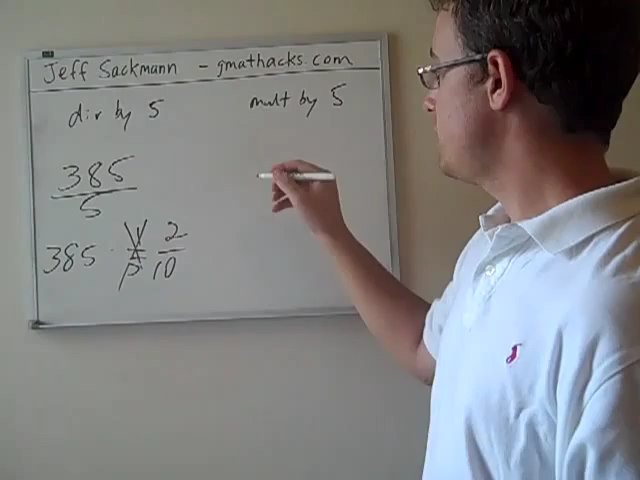 Jeff Sackmann - gmathacks.com
div by 5
mult by 5
385
5
385 · 2
10